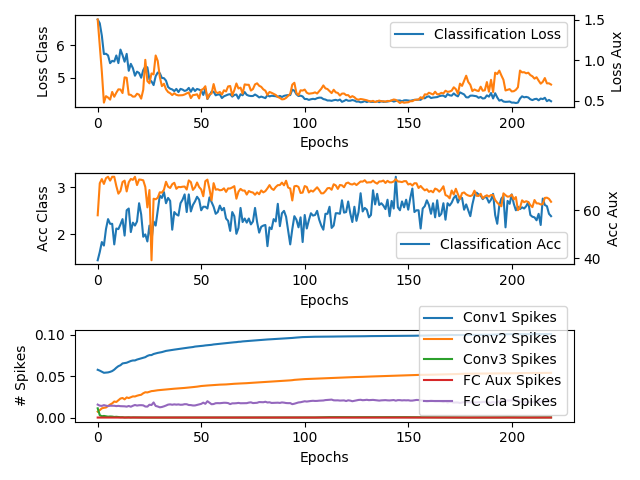 Loss Class
6
5
1.5
1.0
0.5
Loss Aux
Classification Loss
0 50 100 150 200
Epochs
Acc Class
3
2
60
40
Acc Aux
Classification Acc
0 50 100 150 200
Epochs
# Spikes
0.10
0.05
0.00
Conv1 Spikes
Conv2 Spikes
Conv3 Spikes
FC Aux Spikes
FC Cla Spikes
0 50 100 150 200
Epochs